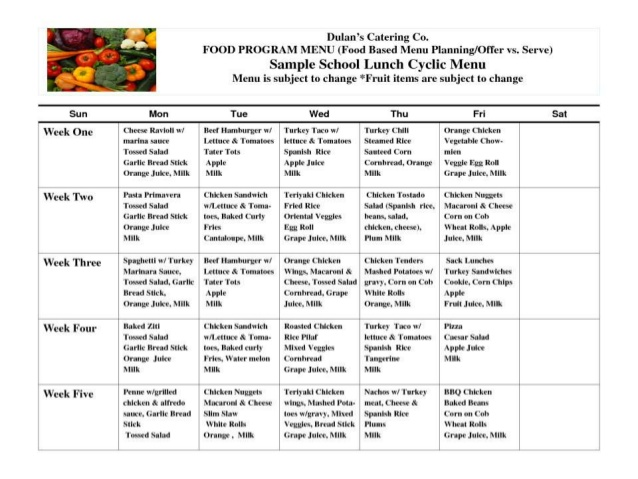 Dulan's Catering Co.
FOOD PROGRAM MENU (Food Based Menu Planning/Offer vs. Serve)
Sample School Lunch Cyclic Menu
Menu is subject to change *Fruit items are subject to change
Sun Mon Tue Wed Thu Fri Sat
Week One
Cheese Ravioli w/
marina sauce
Tossed Salad
Garlic Bread Stick
Orange Juice, Milk
Beef Hamburger w/
Lettuce & Tomatoes
Tater Tots
Apple
Milk
Turkey Taco w/
lettuce & Tomatoes
Spanish Rice
Apple Juice
Milk
Turkey Chili
Steamed Rice
Sauteed Corn
Cornbread, Orange
Milk
Orange Chicken
Vegetable Chow-
mien
Veggie Egg Roll
Grape Juice, Milk
Week Two
Pasta Primavera
Tossed Salad
Garlic Bread Stick
Orange Juice
Milk
Chicken Sandwich
w/Lettuce & Toma-
toes, Baked Curly
Fries
Cantaloupe, Milk
Teriyaki Chicken
Fried Rice
Oriental Veggies
Egg Roll
Grape Juice, Milk
Chicken Tostado
Salad (Spanish rice,
beans, salad,
chicken, cheese),
Plum Milk
Chicken Nuggets
Macaroni & Cheese
Corn on Cob
Wheat Rolls, Apple
Juice, Milk
Week Three
Spaghetti w/ Turkey
Marinara Sauce,
Tossed Salad, Garlic
Bread Stick,
Orange Juice, Milk
Beef Hamburger w/
Lettuce & Tomatoes
Tater Tots
Apple
Milk
Orange Chicken
Wings, Macaroni &
Cheese, Tossed Salad
Cornbread, Grape
Juice, Milk
Chicken Tenders
Mashed Potatoes w/
gravy, Corn on Cob
White Rolls
Orange, Milk
Sack Lunches
Turkey Sandwiches
Cookie, Corn Chips
Apple
Fruit Juice, Milk
Week Four
Baked Ziti
Tossed Salad
Garlic Bread Stick
Orange Juice
Milk
Chicken Sandwich
w/Lettuce & Toma-
toes, Baked curly
Fries, Water melon
Milk
Roasted Chicken
Rice Pilaf
Mixed Veggies
Cornbread
Grape Juice, Milk
Turkey Taco w/
lettuce & Tomatoes
Spanish Rice
Tangerine
Milk
Pizza
Caesar Salad
Apple Juice
Milk
Week Five
Penne w/grilled
chicken & alfredo
sauce, Garlic Bread
Stick
Tossed Salad
Chicken Nuggets
Macaroni & Cheese
Slim Slaw
White Rolls
Orange , Milk
Teriyaki Chicken
wings, Mashed Pota-
toes w/gravy, Mixed
Veggies, Bread Stick
Grape Juice, Milk
Nachos w/ Turkey
meat, Cheese &
Spanish Rice
Plums
Milk
BBQ Chicken
Baked Beans
Corn on Cob
Wheat Rolls
Grape Juice, Milk